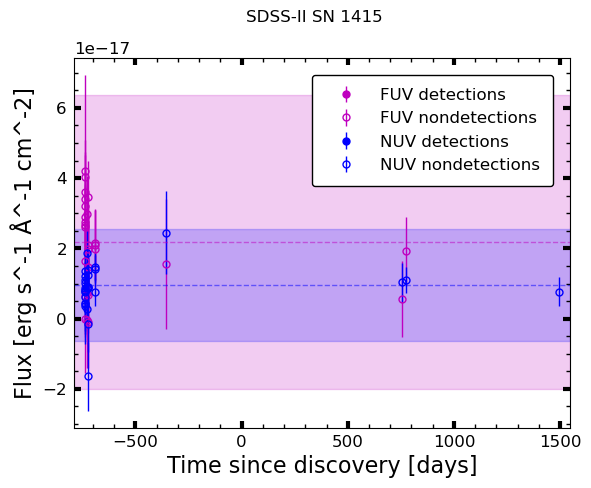 SDSS-II SN 1415
1e−17
FUV detections
FUV nondetections
NUV detections
NUV nondetections
6
4
2
0
−2
Flux [erg s^-1 Å^-1 cm^-2]
−500
0
500
1000
1500
Time since discovery [days]